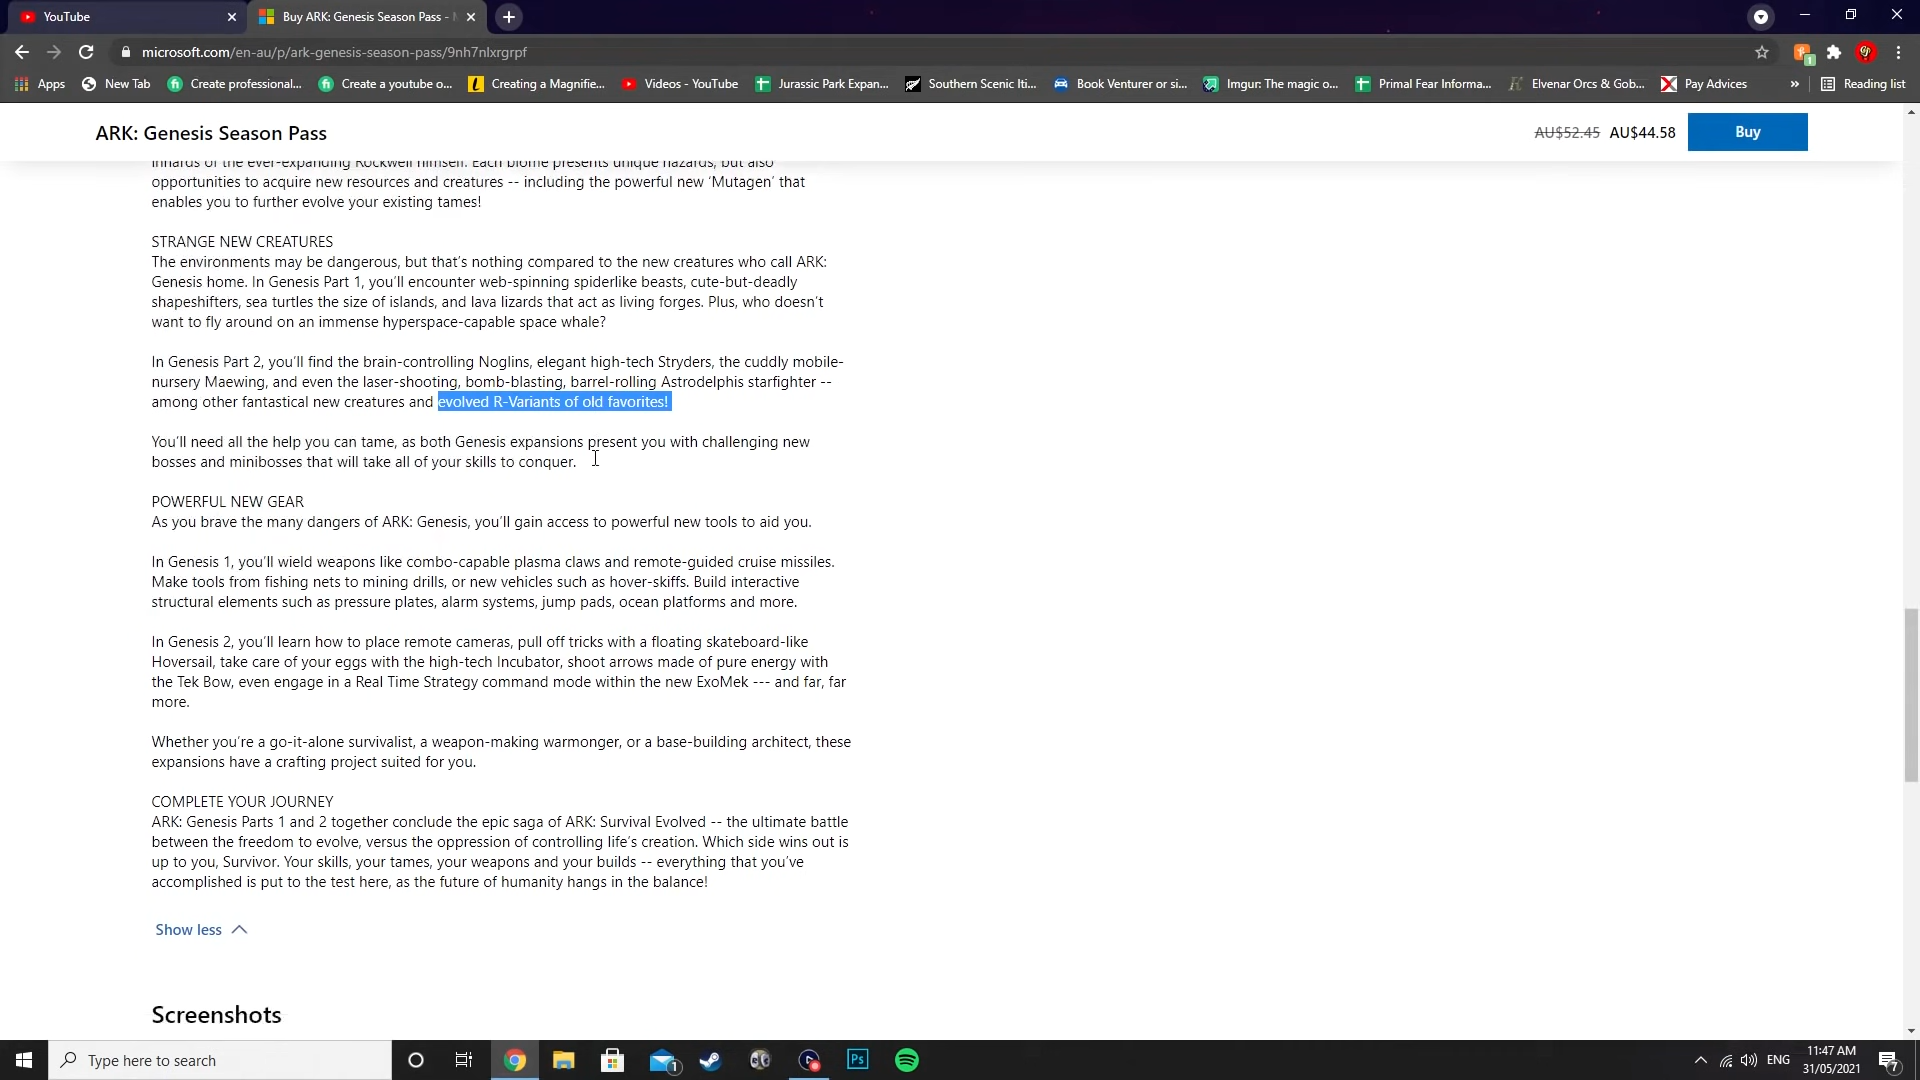 YouTube
Buy ARK: Genesis Season Pass -
microsoft.com/en-au/p/ark-genesis-season-pass/9nh7nlxrgrpf
Apps
New Tab
Create professional...
Create a youtube o...
Creating a Magnifie...
Videos - YouTube
Jurassic Park Expan...
Southern Scenic Iti...
Book Venturer or si...
Imgur: The magic o...
Primal Fear Informa...
Elvenar Orcs & Gob...
Pay Advices
»
Reading list
ARK: Genesis Season Pass
AU$52.45 AU$44.58 Buy
innards of the ever-expanding Rockwell himself. Each biome presents unique hazards, but also
opportunities to acquire new resources and creatures -- including the powerful new ‘Mutagen’ that
enables you to further evolve your existing tames!
STRANGE NEW CREATURES
The environments may be dangerous, but that’s nothing compared to the new creatures who call ARK:
Genesis home. In Genesis Part 1, you’ll encounter web-spinning spiderlike beasts, cute-but-deadly
shapeshifters, sea turtles the size of islands, and lava lizards that act as living forges. Plus, who doesn’t
want to fly around on an immense hyperspace-capable space whale?
In Genesis Part 2, you’ll find the brain-controlling Noglins, elegant high-tech Stryders, the cuddly mobile-
nursery Maewing, and even the laser-shooting, bomb-blasting, barrel-rolling Astrodelphis starfighter --
among other fantastical new creatures and evolved R-Variants of old favorites!
You’ll need all the help you can tame, as both Genesis expansions present you with challenging new
bosses and minibosses that will take all of your skills to conquer.
POWERFUL NEW GEAR
As you brave the many dangers of ARK: Genesis, you’ll gain access to powerful new tools to aid you.
In Genesis 1, you’ll wield weapons like combo-capable plasma claws and remote-guided cruise missiles.
Make tools from fishing nets to mining drills, or new vehicles such as hover-skiffs. Build interactive
structural elements such as pressure plates, alarm systems, jump pads, ocean platforms and more.
In Genesis 2, you’ll learn how to place remote cameras, pull off tricks with a floating skateboard-like
Hoversail, take care of your eggs with the high-tech Incubator, shoot arrows made of pure energy with
the Tek Bow, even engage in a Real Time Strategy command mode within the new ExoMek --- and far, far
more.
Whether you’re a go-it-alone survivalist, a weapon-making warmonger, or a base-building architect, these
expansions have a crafting project suited for you.
COMPLETE YOUR JOURNEY
ARK: Genesis Parts 1 and 2 together conclude the epic saga of ARK: Survival Evolved -- the ultimate battle
between the freedom to evolve, versus the oppression of controlling life’s creation. Which side wins out is
up to you, Survivor. Your skills, your tames, your weapons and your builds -- everything that you’ve
accomplished is put to the test here, as the future of humanity hangs in the balance!
Show less
Screenshots
Type here to search
1
Ps
ENG
11:47 AM
31/05/2021
7